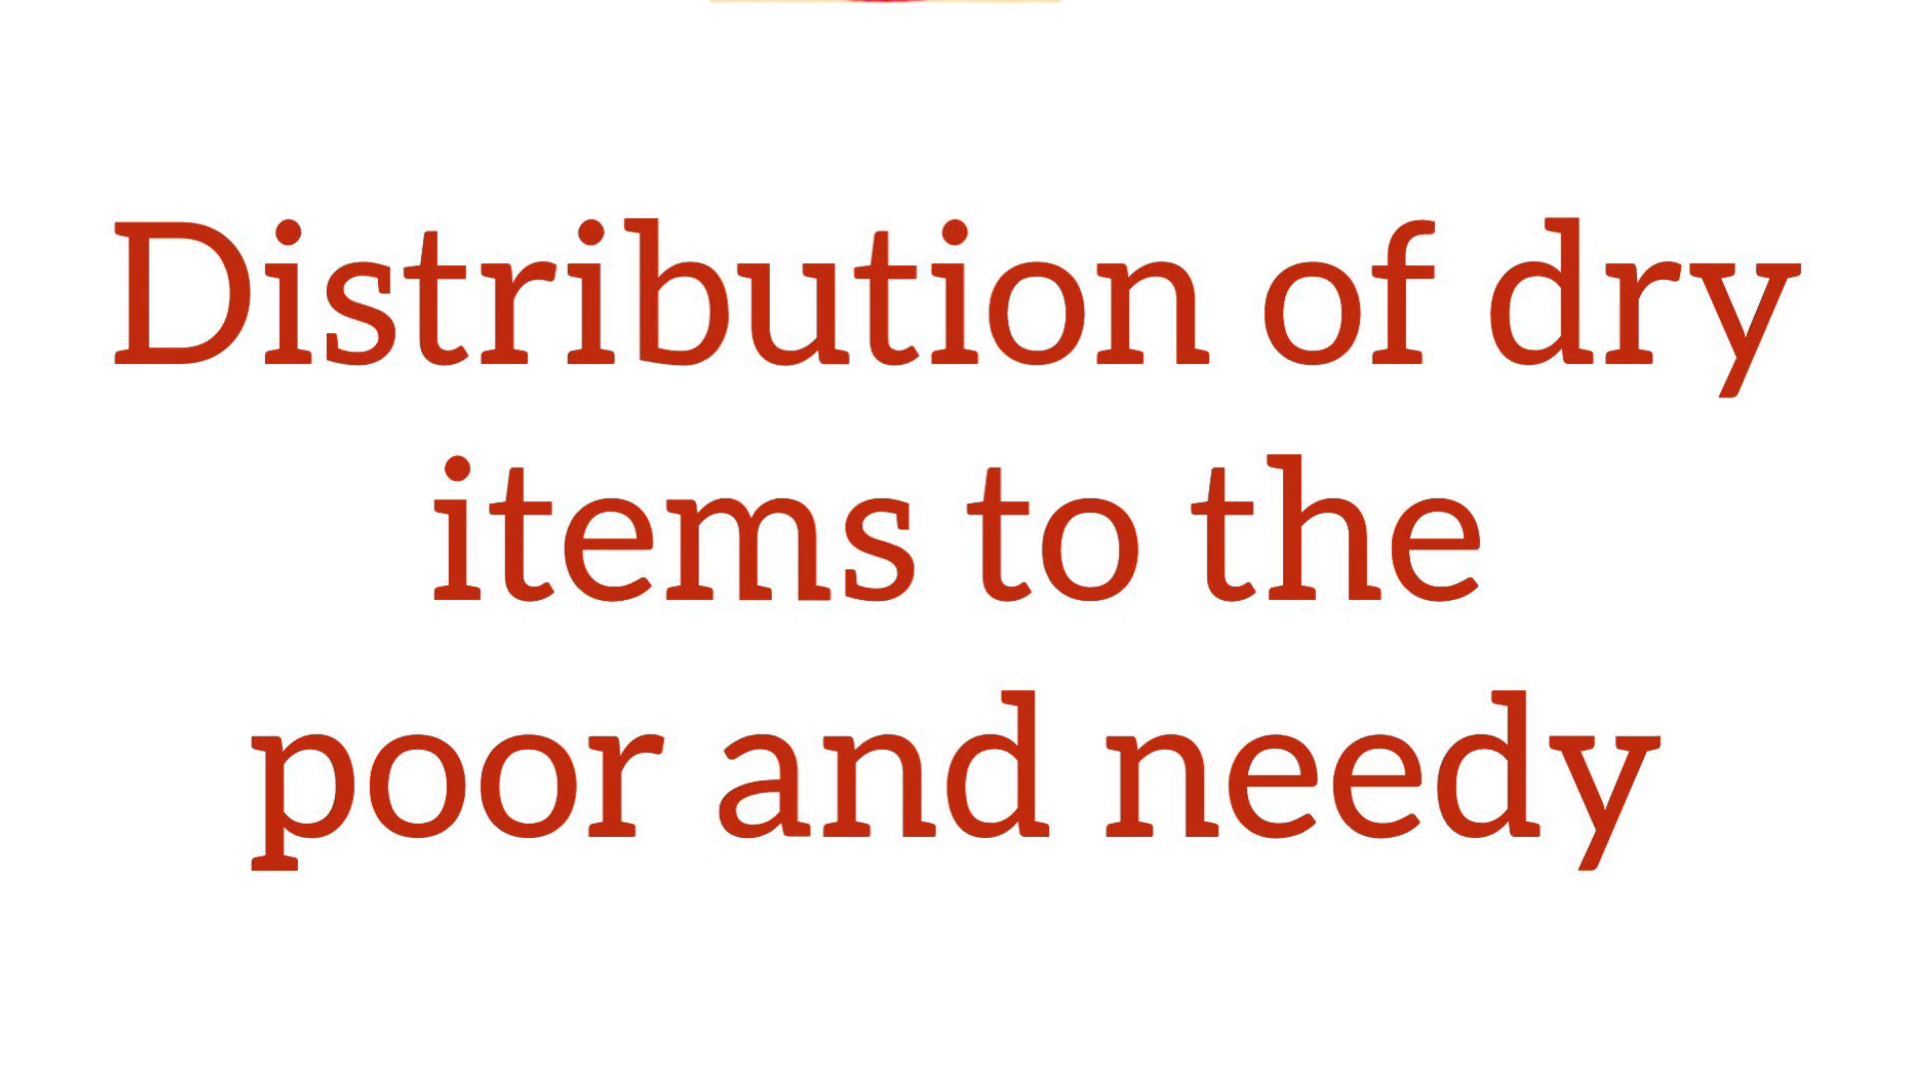 Distribution of dry
items to the
poor and needy